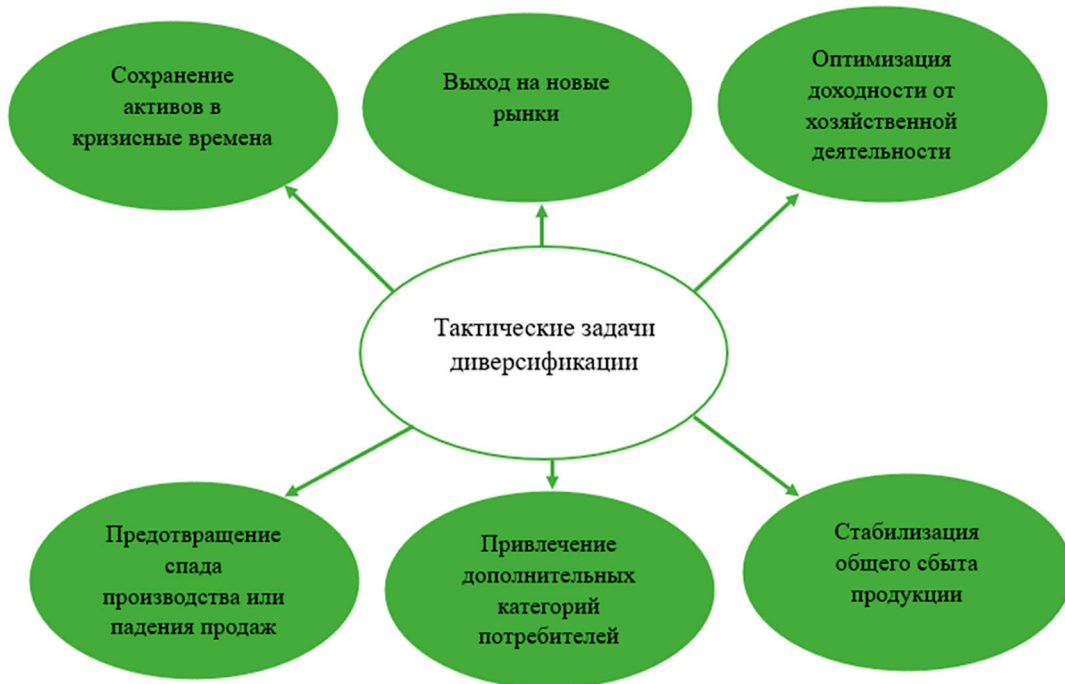 Сохранение
активов в
кризисные времена
Выход на новые
рынки
Оптимизация
доходности от
хозяйственной
деятельности
Тактические задачи
диверсификации
Предотвращение
спада
производства или
падения продаж
Привлечение
дополнительных
категорий
потребителей
Стабилизация
общего сбыта
продукции